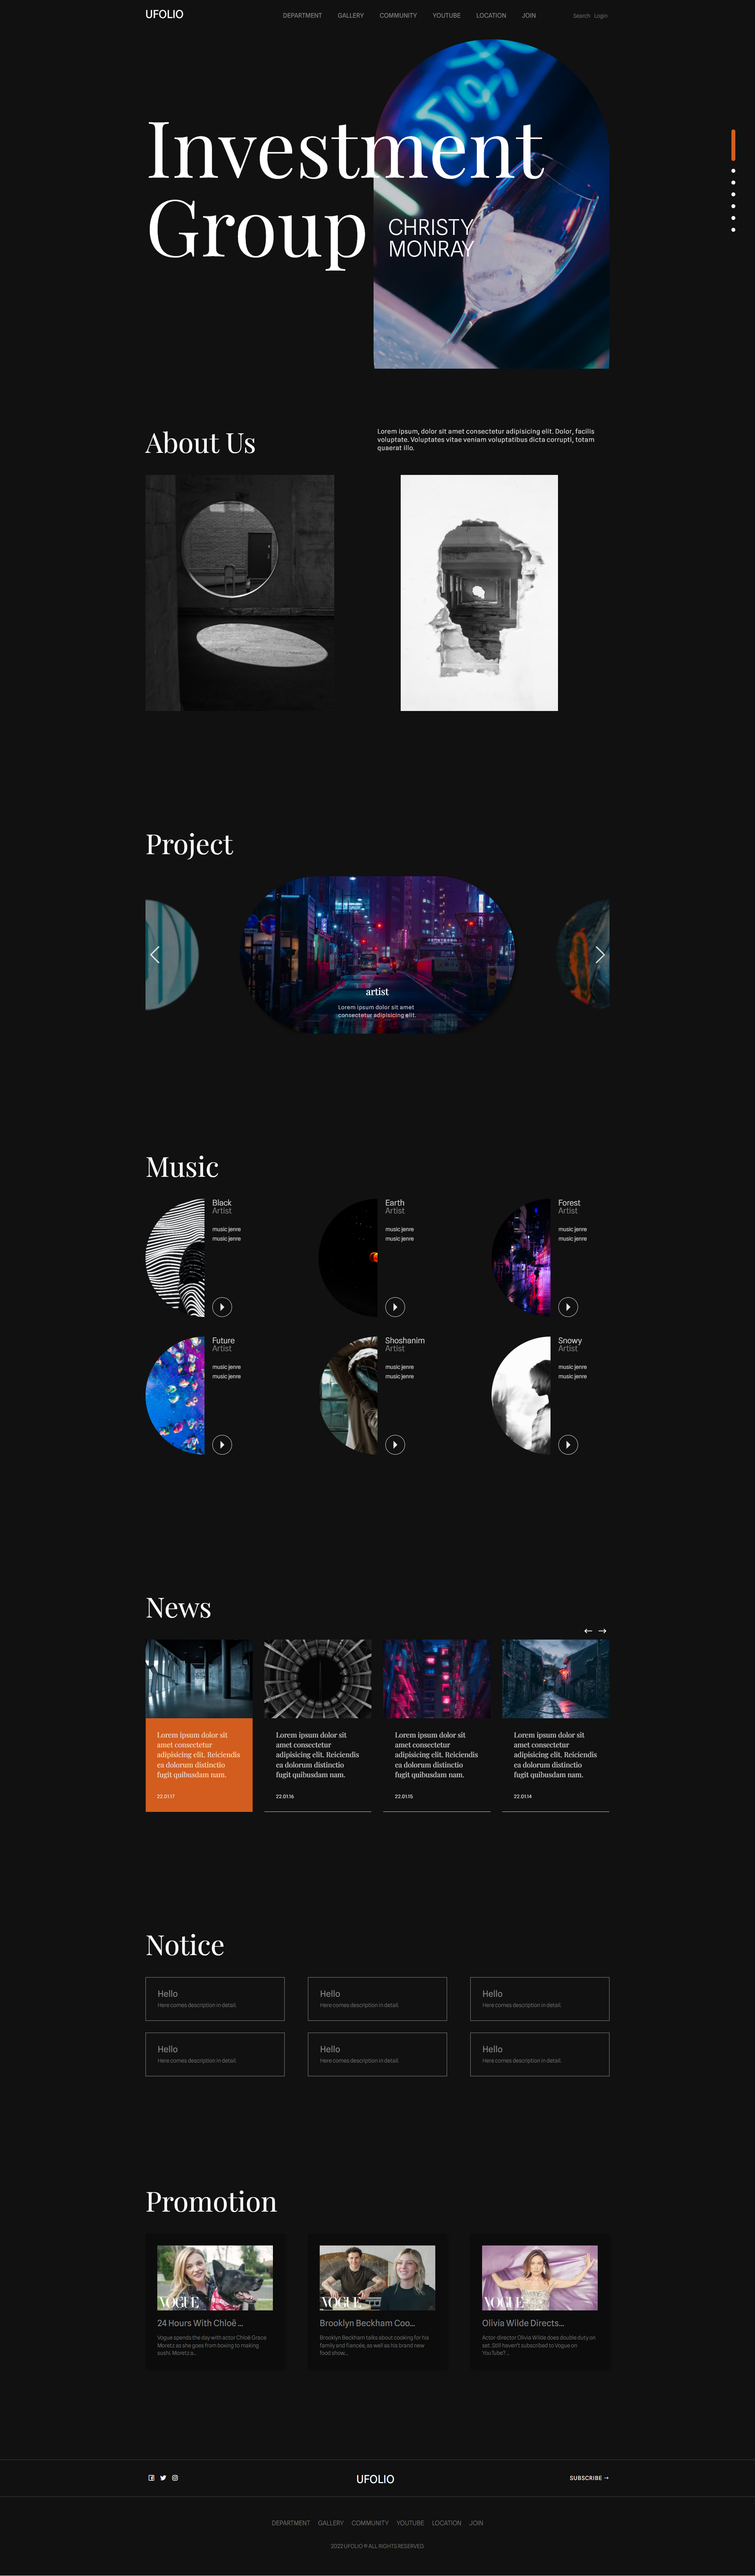 UFOLIO
DEPARTMENT GALLERY COMMUNITY YOUTUBE LOCATION JOIN
Search Login
Investment
Group
CHRISTY
MONRAY
About Us
Lorem ipsum, dolor sit amet consectetur adipisicing elit. Dolor, facilis
voluptate. Voluptates vitae veniam voluptatibus dicta corrupti, totam
quaerat illo.
Project
artist
Lorem ipsum dolor sit amet
consectetur adipisicing elit.
Music
Black
Artist
music jenre
music jenre
Earth
Artist
music jenre
music jenre
Forest
Artist
music jenre
music jenre
Future
Artist
music jenre
music jenre
Shoshanim
Artist
music jenre
music jenre
Snowy
Artist
music jenre
music jenre
News
Lorem ipsum dolor sit
amet consectetur
adipisicing elit. Reiciendis
ea dolorum distinctio
fugit quibusdam nam.
22.01.17
Lorem ipsum dolor sit
amet consectetur
adipisicing elit. Reiciendis
ea dolorum distinctio
fugit quibusdam nam.
22.01.16
Lorem ipsum dolor sit
amet consectetur
adipisicing elit. Reiciendis
ea dolorum distinctio
fugit quibusdam nam.
22.01.15
Lorem ipsum dolor sit
amet consectetur
adipisicing elit. Reiciendis
ea dolorum distinctio
fugit quibusdam nam.
22.01.14
Notice
Hello
Here comes description in detail.
Hello
Here comes description in detail.
Hello
Here comes description in detail.
Hello
Here comes description in detail.
Hello
Here comes description in detail.
Hello
Here comes description in detail.
Promotion
VOGUE
24 Hours With Chloë ...
Vogue spends the day with actor Chloë Grace
Moretz as she goes from boxing to making
sushi. Moretz a...
VOGUE
Brooklyn Beckham Coo...
Brooklyn Beckham talks about cooking for his
family and fiancée, as well as his brand new
food show,...
VOGUE
Olivia Wilde Directs...
Actor-director Olivia Wilde does double duty on
set. Still haven't subscribed to Vogue on
YouTube? ...
UFOLIO
SUBSCRIBE →
DEPARTMENT GALLERY COMMUNITY YOUTUBE LOCATION JOIN
2022 UFOLIO © ALL RIGHTS RESERVED.